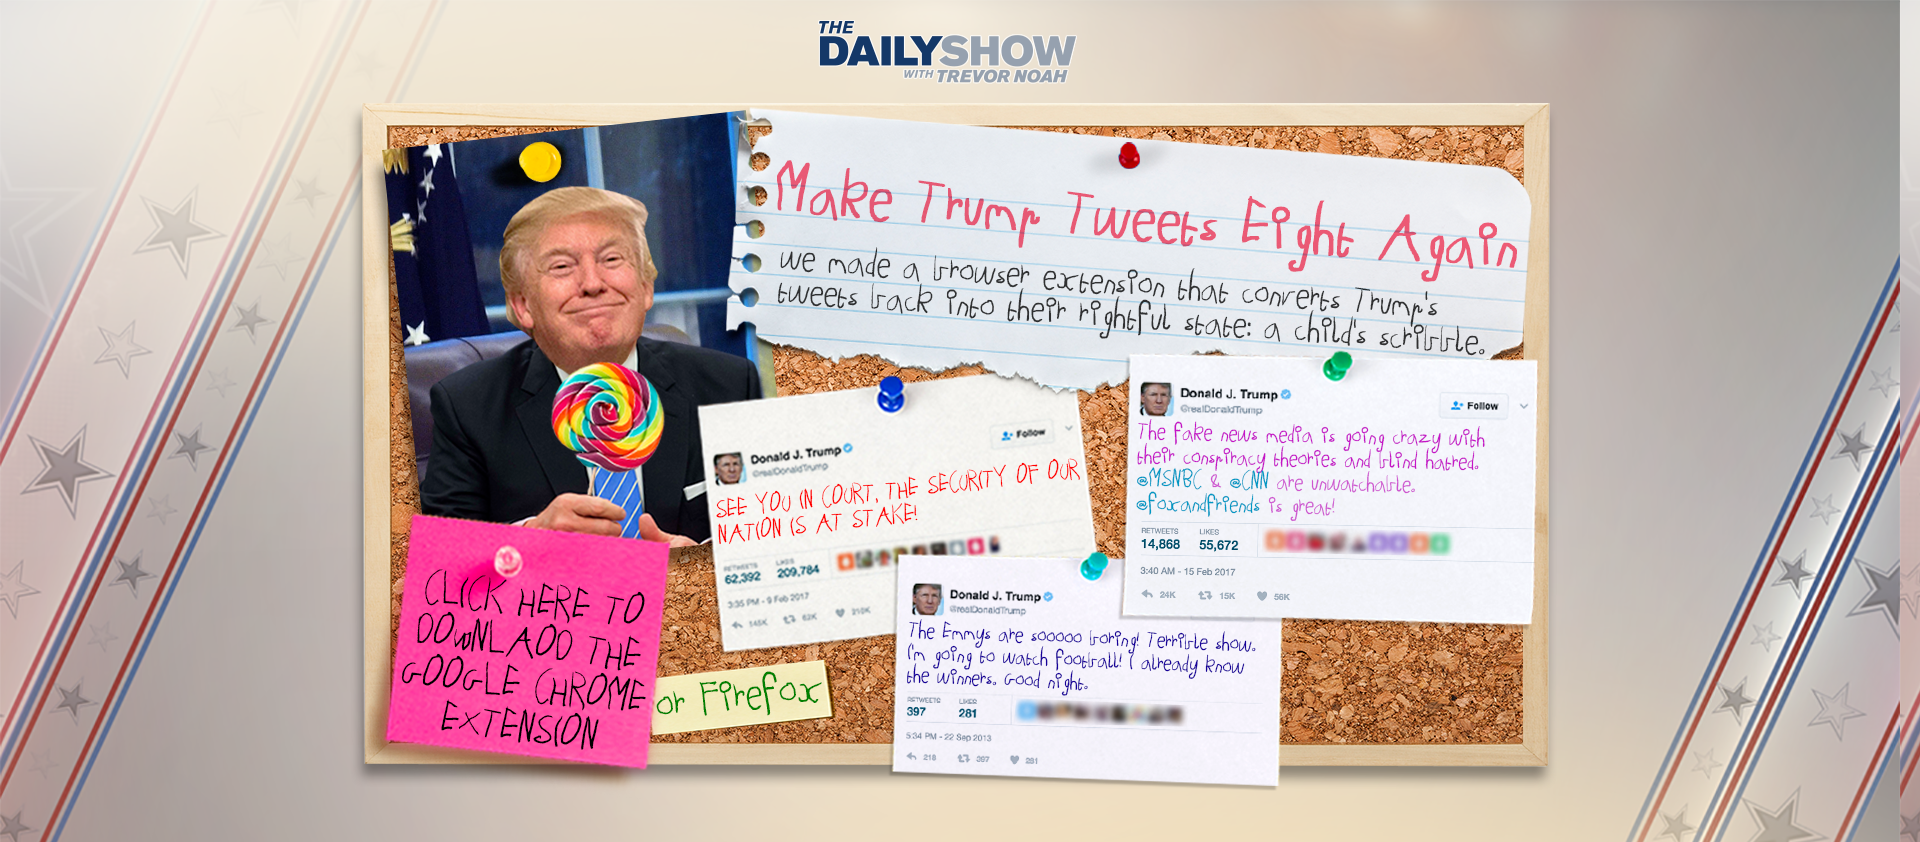 THE
DAILYSHOW
WITH TREVOR NOAH
Make Trump Tweets Eight Again
we made a browser extension that converts Trump's
tweets back into their rightful state: a child's scribble.
Donald J. Trump
@realDonaldTrump
Follow
SEE YOU IN COURT, THE SECURITY OF OUR
NATION IS AT STAKE!
RETWEETS LIKES
62,392 209,784
3:35 PM - 9 Feb 2017
145K 62K 210K
Donald J. Trump
@realDonaldTrump
Follow
The fake news media is going crazy with
their conspiracy theories and blind hatred.
@MSNBC & @CNN are unwatchable.
@foxandfriends is great!
RETWEETS LIKES
14,868 55,672
3:40 AM - 15 Feb 2017
24K 15K 56K
Donald J. Trump
@realDonaldTrump
The Emmys are sooooo boring! Terrible show.
I'm going to watch football! I already know
the winners. Good night.
RETWEETS LIKES
397 281
5:34 PM - 22 Sep 2013
218 397 281
CLICK HERE TO
DOwNLAOD THE
GOOGLE CHROME
EXTENSION
or Firefox